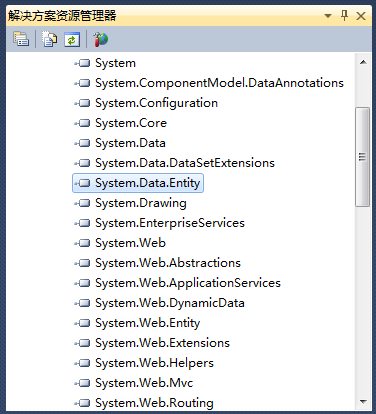 解决方案资源管理器
System
System.ComponentModel.DataAnnotations
System.Configuration
System.Core
System.Data
System.Data.DataSetExtensions
System.Data.Entity
System.Drawing
System.EnterpriseServices
System.Web
System.Web.Abstractions
System.Web.ApplicationServices
System.Web.DynamicData
System.Web.Entity
System.Web.Extensions
System.Web.Helpers
System.Web.Mvc
System.Web.Routing